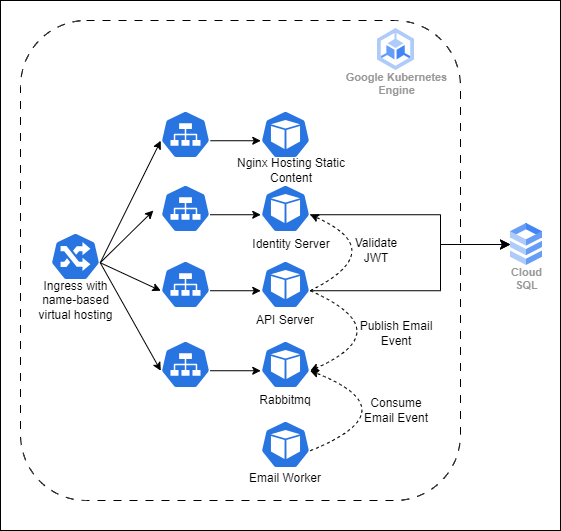 Google Kubernetes
Engine
Nginx Hosting Static
Content
Identity Server
Validate
JWT
Cloud
SQL
Ingress with
name-based
virtual hosting
API Server
Publish Email
Event
Rabbitmq
Consume
Email Event
Email Worker